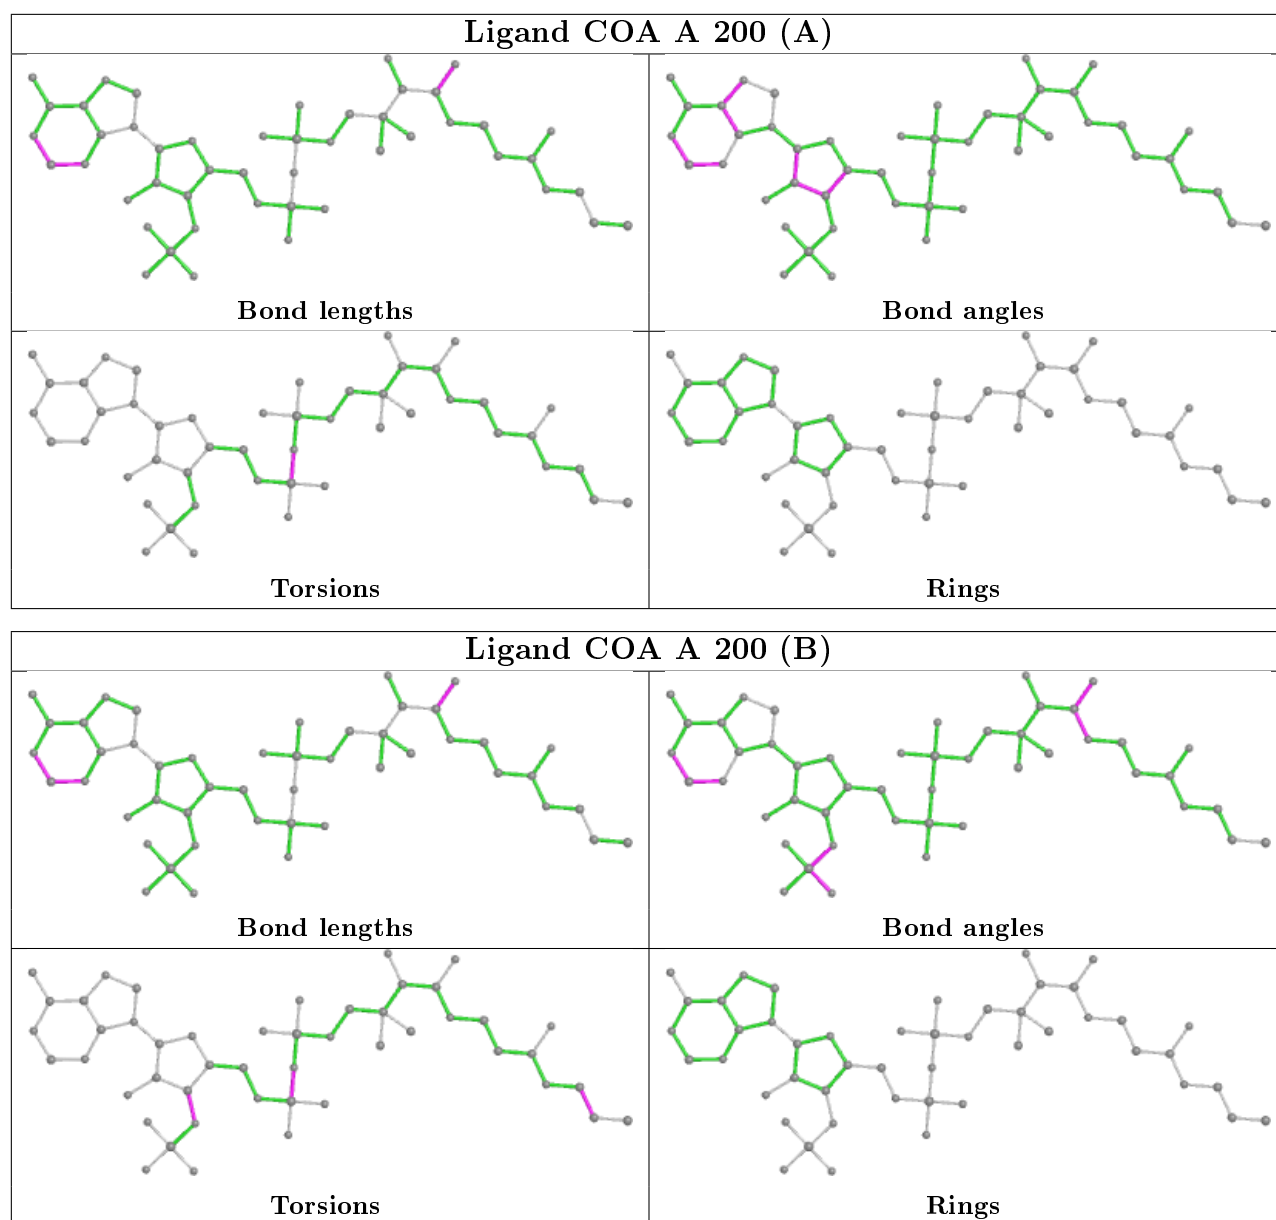 Ligand COA A 200 (A)
Bond lengths
Bond angles
Torsions
Rings
Ligand COA A 200 (B)
Bond lengths
Bond angles
Torsions
Rings